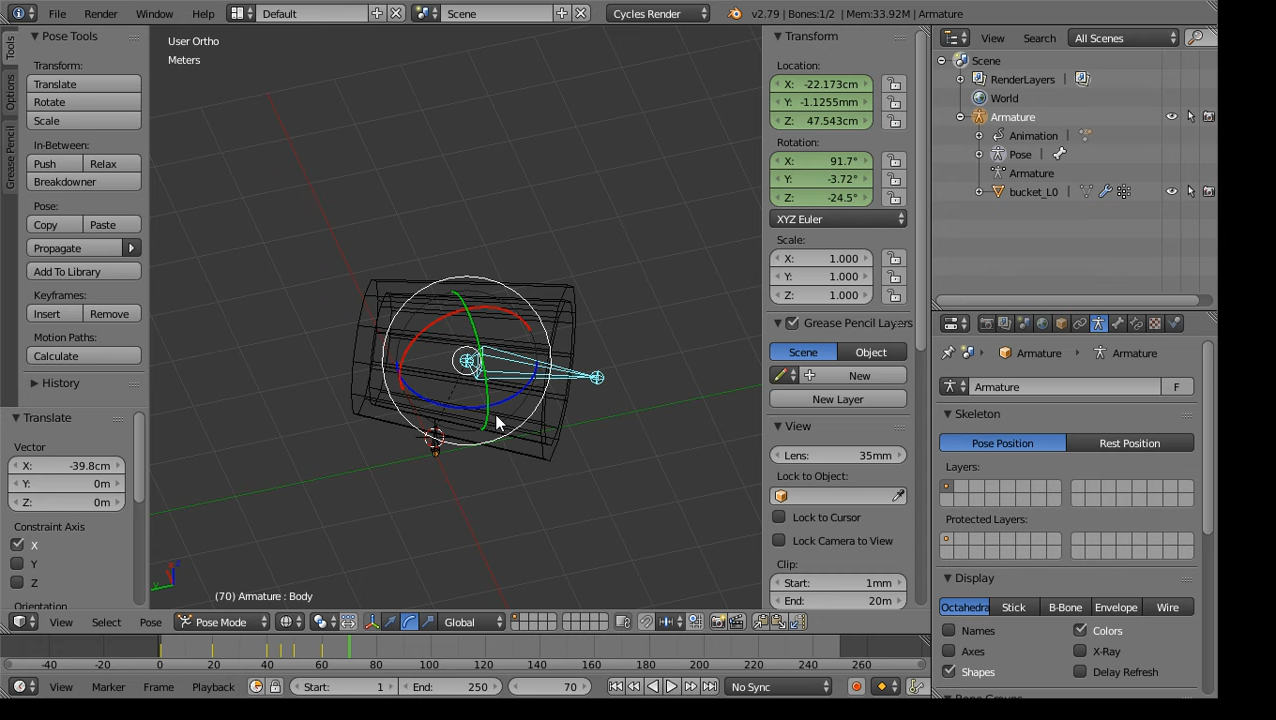 File Render Window Help Default Scene Cycles Render v2.79 | Bones:1/2 | Mem:33.92M | Armature
Tools
Options
Grease Pencil
Pose Tools
Transform:
Translate
Rotate
Scale
In-Between:
Push Relax
Breakdowner
Pose:
Copy Paste
Propagate
Add To Library
Keyframes:
Insert Remove
Motion Paths:
Calculate
History
Translate
Vector
X: -39.8cm
Y: 0m
Z: 0m
Constraint Axis
X
Y
Z
Orientation
User Ortho
Meters
(70) Armature : Body
Transform
Location:
X: -22.173cm
Y: -1.1255mm
Z: 47.543cm
Rotation:
X: 91.7°
Y: -3.72°
Z: -24.5°
XYZ Euler
Scale:
X: 1.000
Y: 1.000
Z: 1.000
Grease Pencil Layers
Scene Object
New
New Layer
View
Lens: 35mm
Lock to Object:
Lock to Cursor
Lock Camera to View
Clip:
Start: 1mm
End: 20m
View Search All Scenes
Scene
RenderLayers
World
Armature
Animation
Pose
Armature
bucket_L0
Armature Armature
Armature F
Skeleton
Pose Position Rest Position
Layers:
Protected Layers:
Display
Octahedra Stick B-Bone Envelope Wire
Names Colors
Axes X-Ray
Shapes Delay Refresh
Bone Groups
View Select Pose Pose Mode Global
-40 -20 0 20 40 60 80 100 120 140 160 180 200 220 240 260
View Marker Frame Playback Start: 1 End: 250 70 No Sync